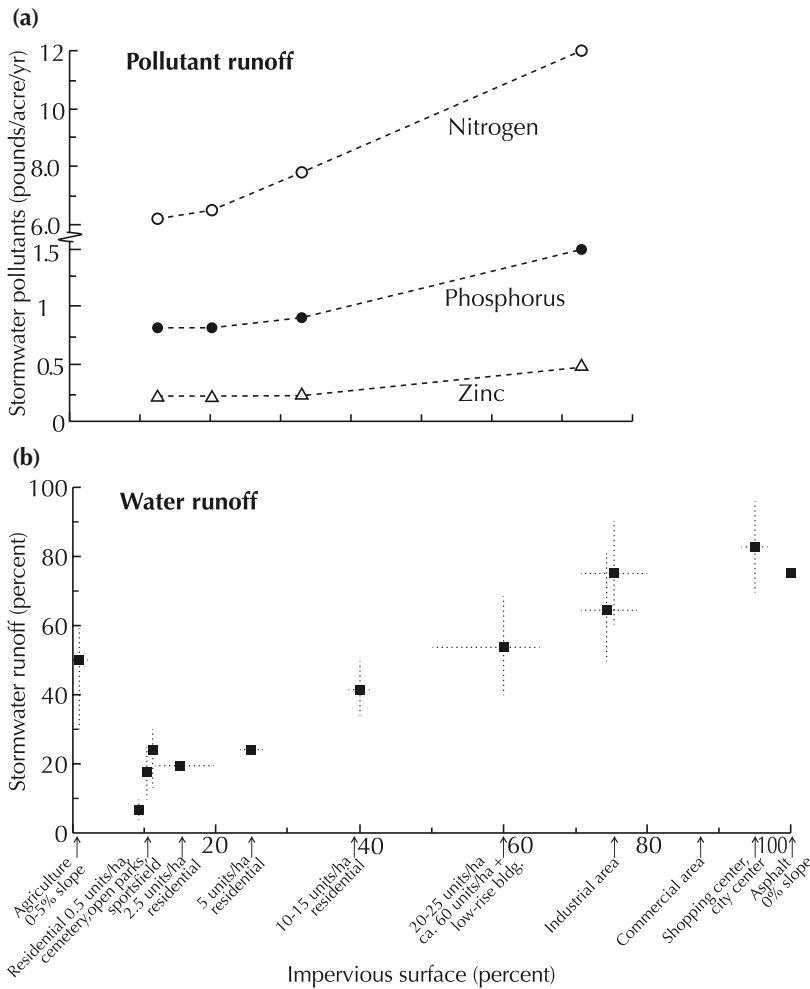 (a)
Pollutant runoff
Stormwater pollutants (pounds/acre/yr)
12
10
8.0
6.0
1.5
1
0.5
0
Nitrogen
Phosphorus
Zinc
(b)
Water runoff
Stormwater runoff (percent)
100
80
60
40
20
0
20
40
60
80
100
Agriculture
0-5% slope
Residential 0.5 units/ha,
cemetery,open parks,
sportsfield
2.5 units/ha
residential
5 units/ha
residential
10-15 units/ha
residential
20-25 units/ha
ca. 60 units/ha +
low-rise bldg.
Industrial area
Commercial area
Shopping center,
city center
Asphalt
0% slope
Impervious surface (percent)